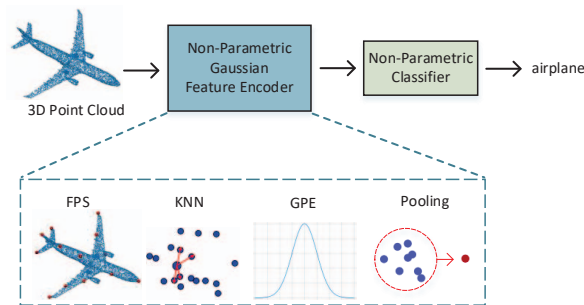 3D Point Cloud
Non-Parametric
Gaussian
Feature Encoder
Non-Parametric
Classifier
airplane
FPS
KNN
GPE
Pooling